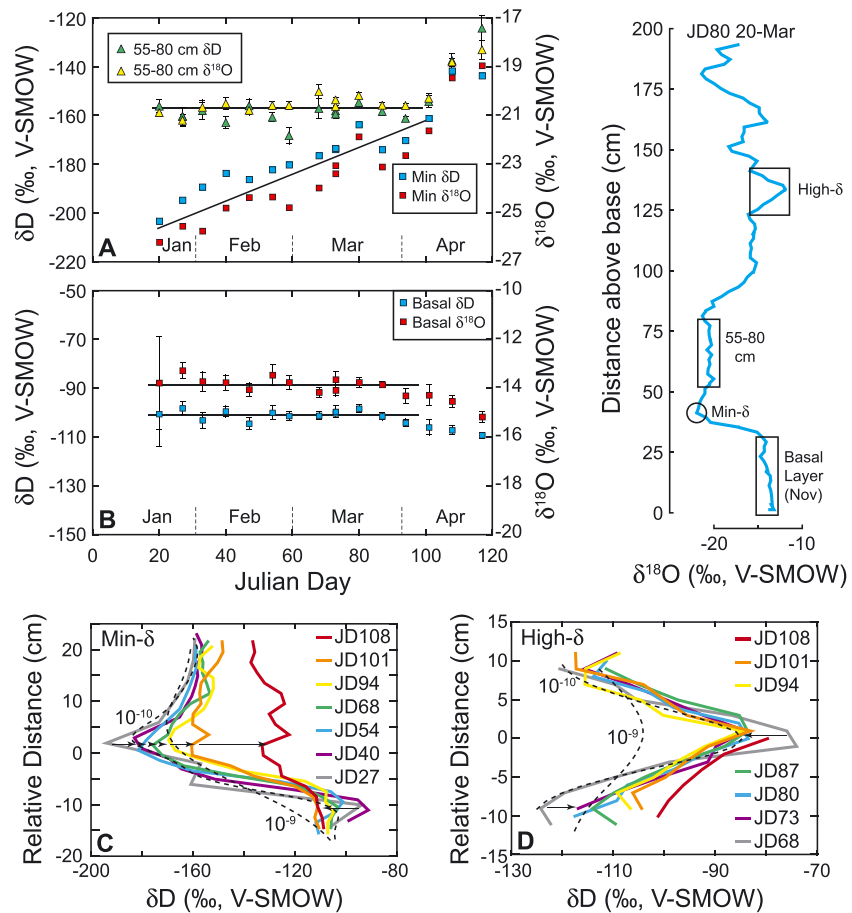 -120
-140
-160
-180
-200
-220
δD (‰, V-SMOW)
55-80 cm δD
55-80 cm δ18O
Min δD
Min δ18O
A
Jan
Feb
Mar
Apr
-17
-19
-21
-23
-25
-27
δ18O (‰, V-SMOW)
-50
-70
-90
-110
-130
-150
δD (‰, V-SMOW)
Basal δD
Basal δ18O
B
Jan
Feb
Mar
Apr
-10
-12
-14
-16
-18
-20
δ18O (‰, V-SMOW)
0
20
40
60
80
100
120
Julian Day
JD80 20-Mar
200
175
150
125
100
75
50
25
0
Distance above base (cm)
High-δ
55-80
cm
Min-δ
Basal
Layer
(Nov)
-20
-10
δ18O (‰, V-SMOW)
Min-δ
20
10
0
-10
-20
Relative Distance (cm)
10-10
10-9
JD108
JD101
JD94
JD68
JD54
JD40
JD27
C
-200
-160
-120
-80
δD (‰, V-SMOW)
High-δ
15
10
5
0
-5
-10
-15
Relative Distance (cm)
10-10
10-9
JD108
JD101
JD94
JD87
JD80
JD73
JD68
D
-130
-110
-90
-70
δD (‰, V-SMOW)